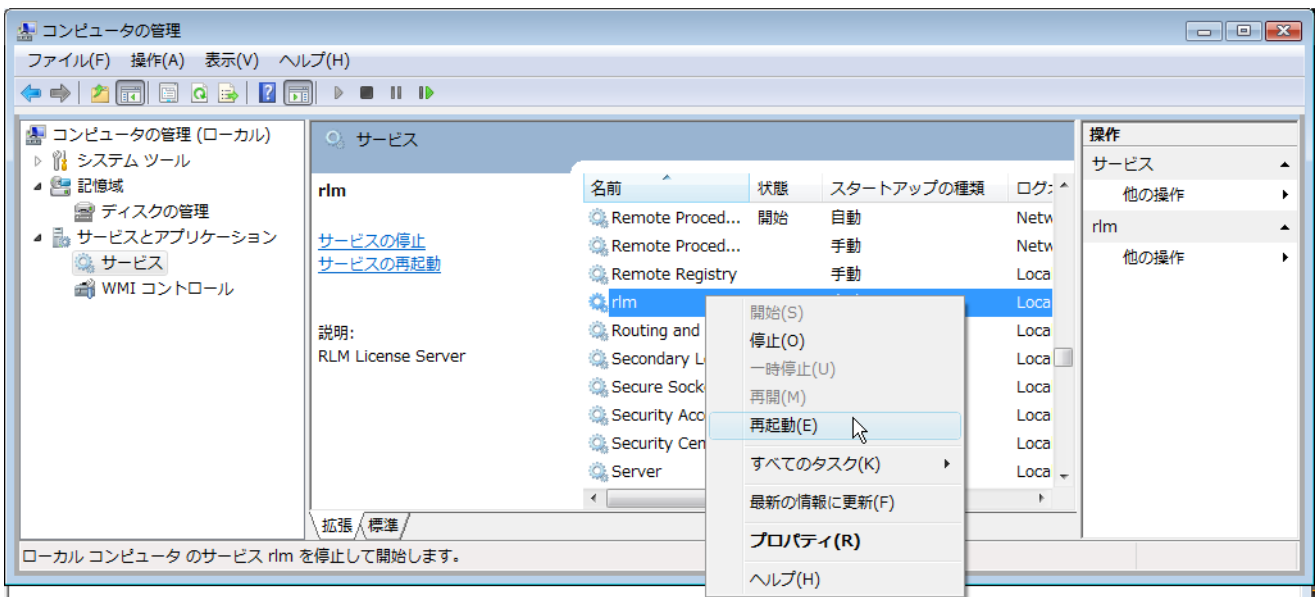 コンピュータの管理
ファイル(F) 操作(A) 表示(V) ヘルプ(H)
コンピュータの管理 (ローカル)
システム ツール
記憶域
ディスクの管理
サービスとアプリケーション
サービス
WMI コントロール
サービス
rlm
サービスの停止
サービスの再起動
説明:
RLM License Server
名前 状態 スタートアップの種類 ログオ
Remote Proced... 開始 自動 Netw
Remote Proced... 手動 Netw
Remote Registry 手動 Loca
rlm Loca
Routing and Loca
Secondary L Loca
Secure Sock Loca
Security Acc Loca
Security Cen Loca
Server Loca
開始(S)
停止(O)
一時停止(U)
再開(M)
再起動(E)
すべてのタスク(K)
最新の情報に更新(F)
プロパティ(R)
ヘルプ(H)
操作
サービス
他の操作
rlm
他の操作
拡張 標準
ローカル コンピュータ のサービス rlm を停止して開始します。